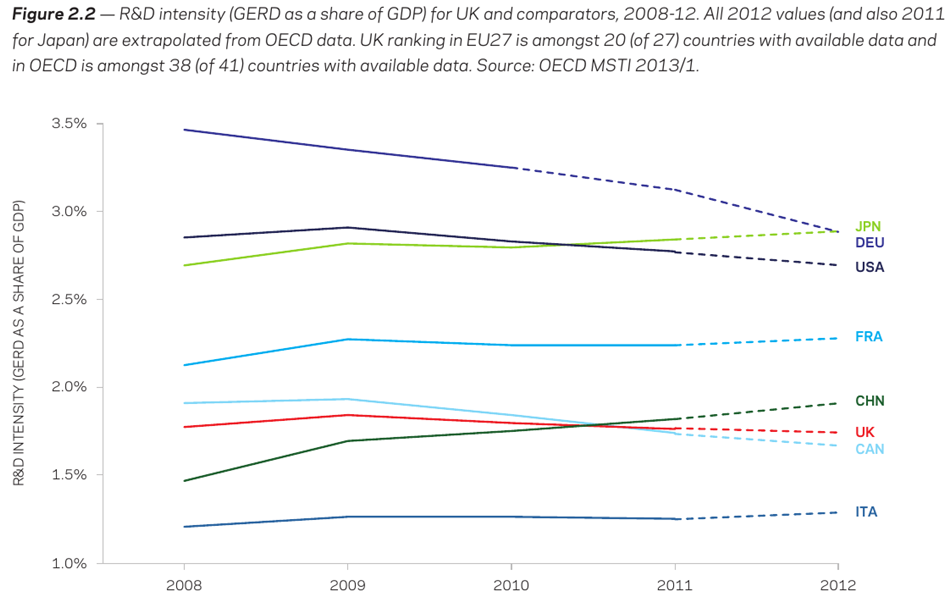 Figure 2.2 — R&D intensity (GERD as a share of GDP) for UK and comparators, 2008-12. All 2012 values (and also 2011
for Japan) are extrapolated from OECD data. UK ranking in EU27 is amongst 20 (of 27) countries with available data and
in OECD is amongst 38 (of 41) countries with available data. Source: OECD MSTI 2013/1.
R&D INTENSITY (GERD AS A SHARE OF GDP)
3.5%
3.0%
2.5%
2.0%
1.5%
1.0%
JPN
DEU
USA
FRA
CHN
UK
CAN
ITA
2008 2009 2010 2011 2012